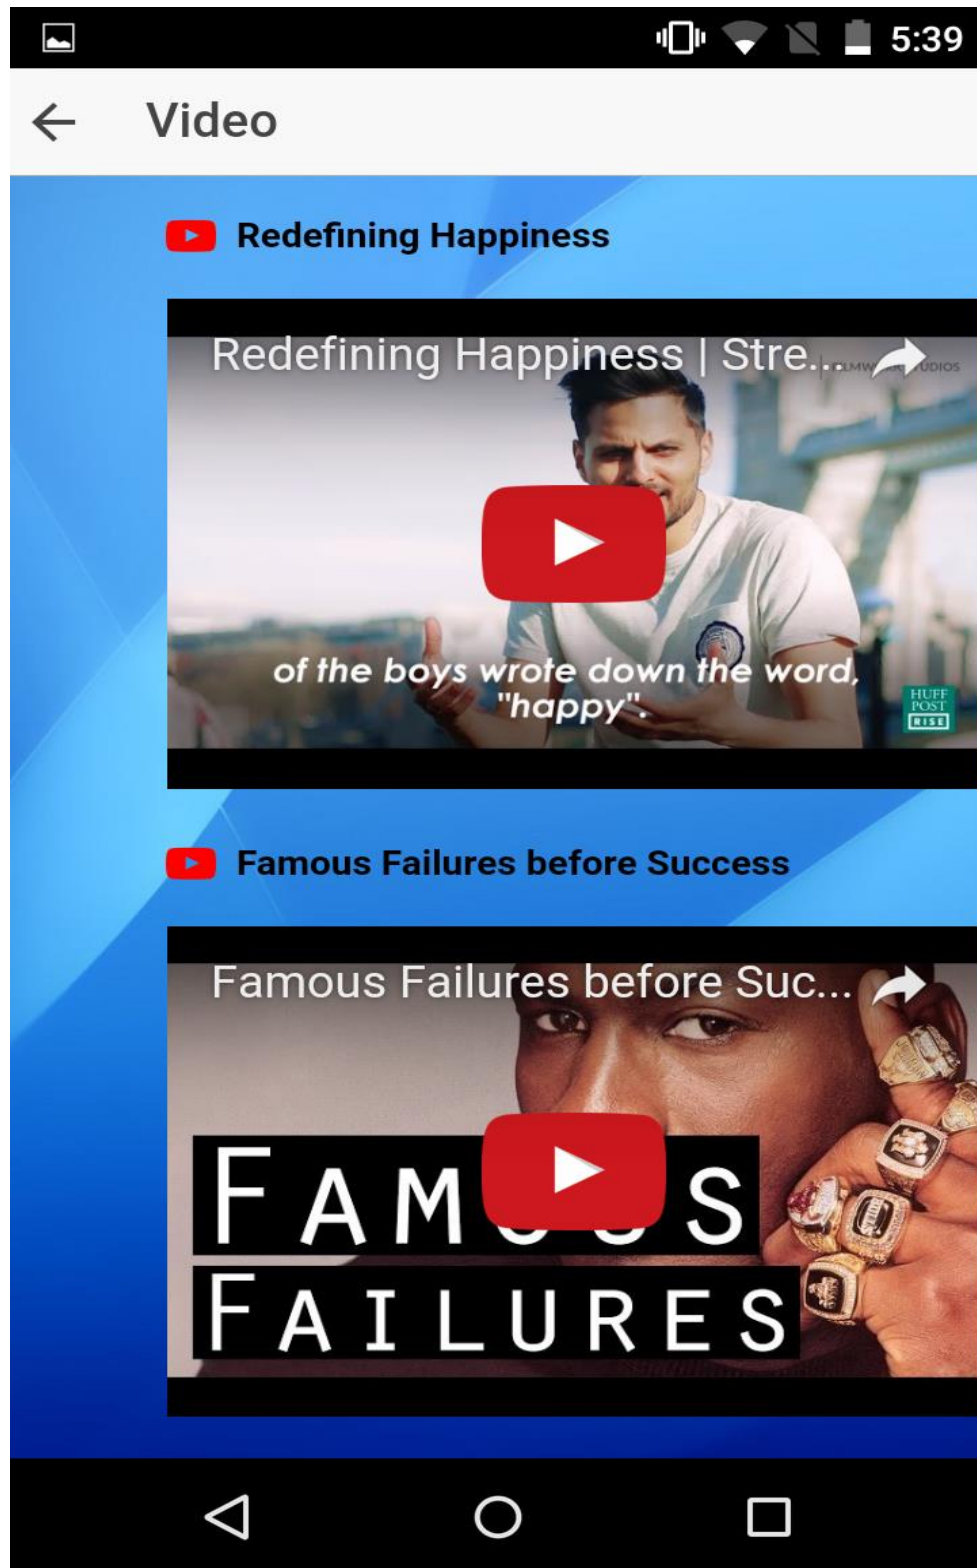 5:39
Video
Redefining Happiness
Redefining Happiness | Stre...
of the boys wrote down the word,
"happy".
HUFF
POST
RISE
Famous Failures before Success
Famous Failures before Suc...
FAMOUS
FAILURES